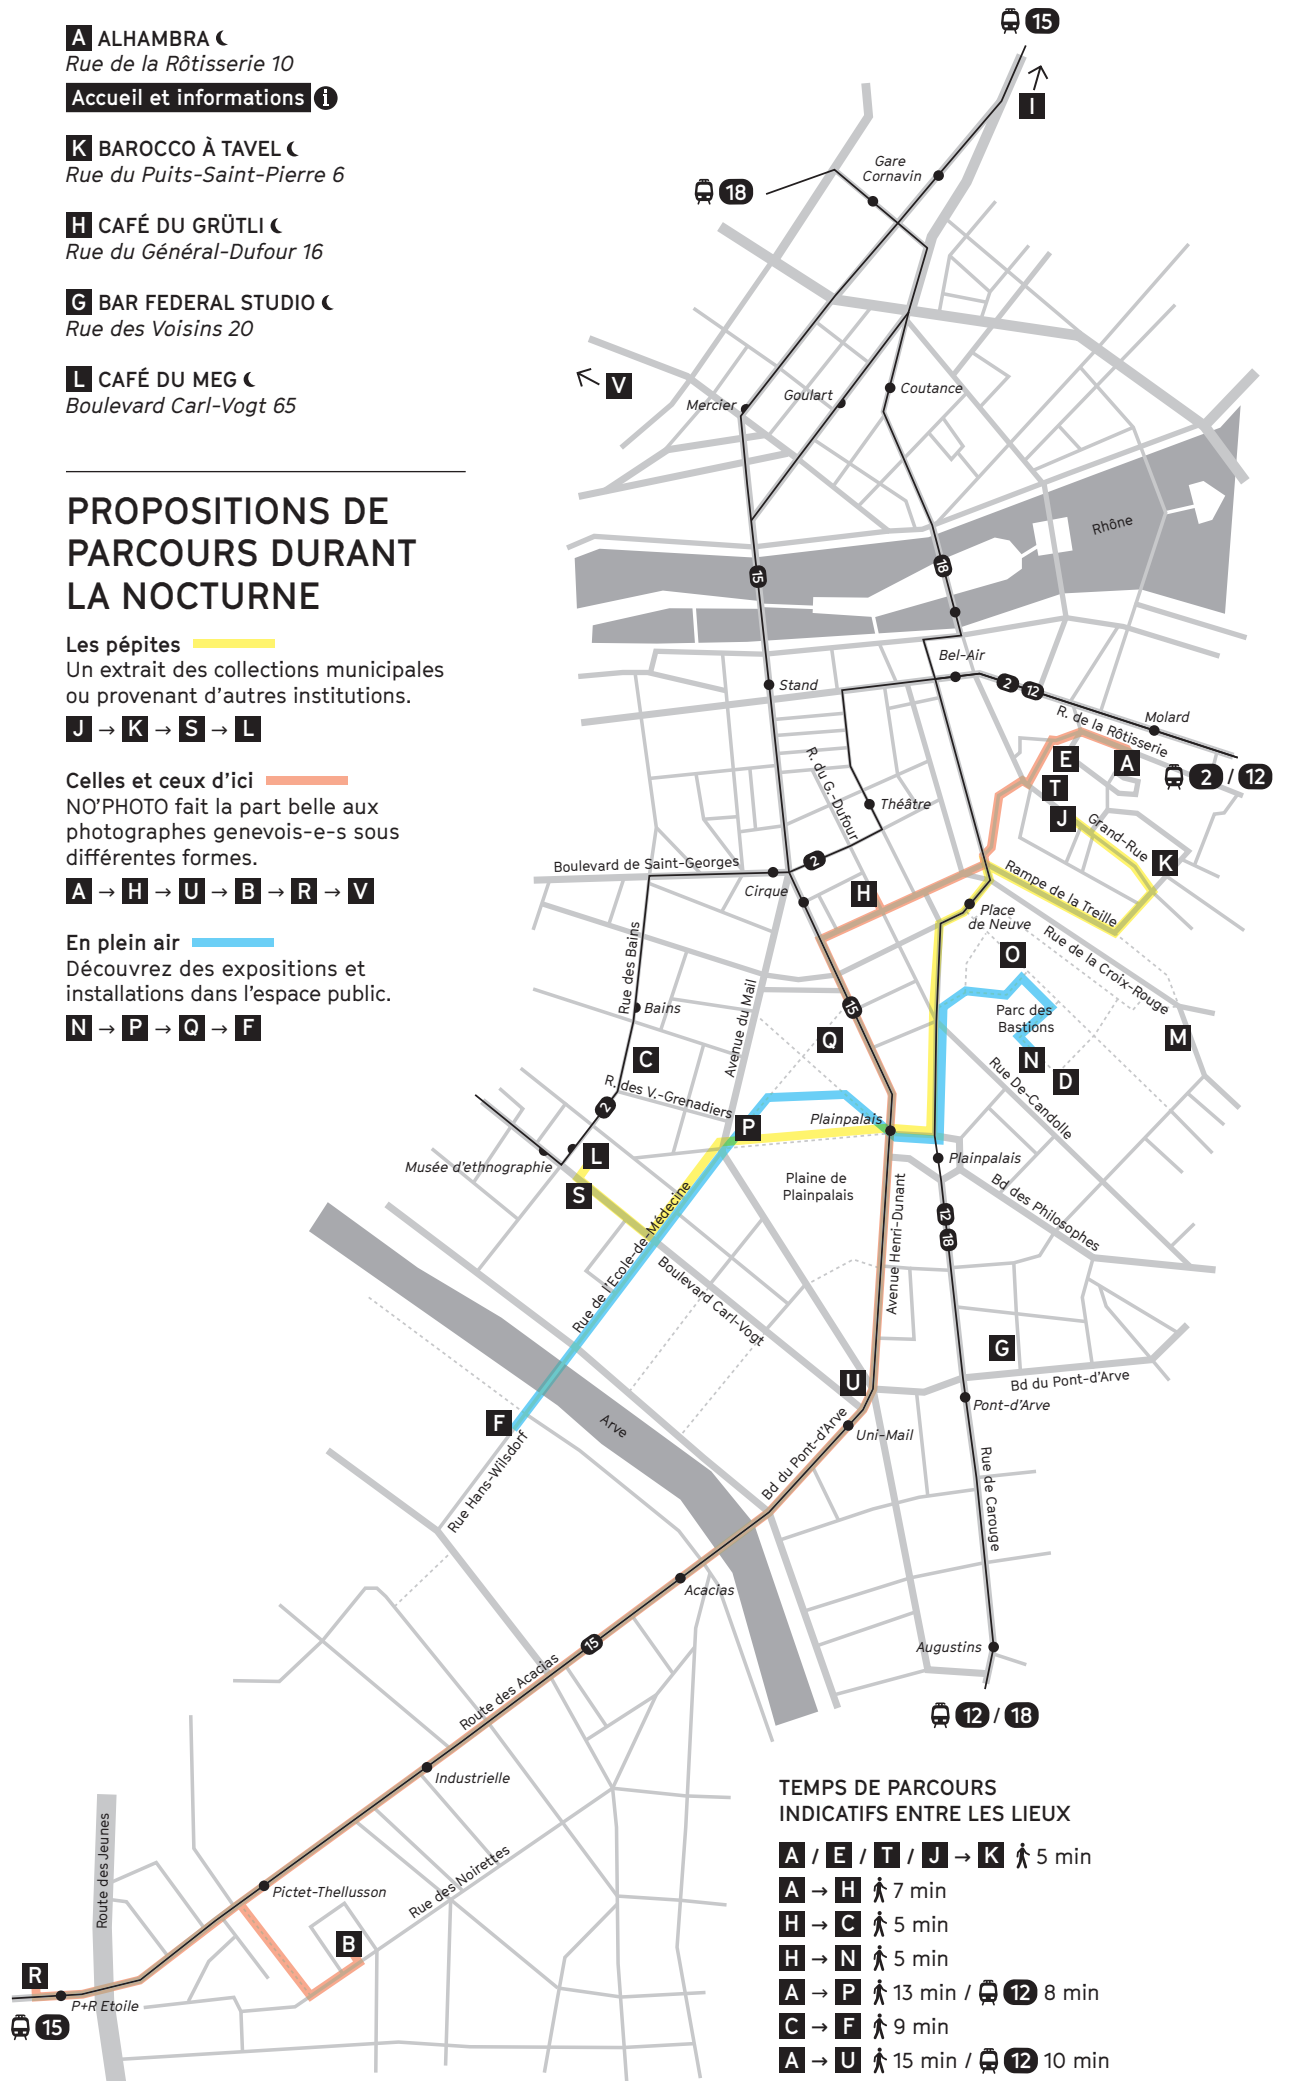 A ALHAMBRA
Rue de la Rôtisserie 10
Accueil et informations i
K BAROCCO À TAVEL
Rue du Puits-Saint-Pierre 6
H CAFÉ DU GRÜTLI
Rue du Général-Dufour 16
G BAR FEDERAL STUDIO
Rue des Voisins 20
L CAFÉ DU MEG
Boulevard Carl-Vogt 65
PROPOSITIONS DE
PARCOURS DURANT
LA NOCTURNE
Les pépites
Un extrait des collections municipales
ou provenant d'autres institutions.
J → K → S → L
Celles et ceux d'ici
NO'PHOTO fait la part belle aux
photographes genevois-e-s sous
différentes formes.
A → H → U → B → R → V
En plein air
Découvrez des expositions et
installations dans l'espace public.
N → P → Q → F
15
I
Gare
Cornavin
18
V
Mercier
Goulart
Coutance
Rhône
15
18
Bel-Air
Stand
2
12
Molard
R. de la Rôtisserie
E
A
2 / 12
T
R. du G.-Dufour
Théâtre
J
Grand-Rue
K
Boulevard de Saint-Georges
2
Cirque
H
Rampe de la Treille
Place
de Neuve
Rue de la Croix-Rouge
O
Rue des Bains
Bains
Avenue du Mail
15
Parc des
Bastions
Q
M
C
N
D
R. des V.-Grenadiers
2
Rue De-Candolle
P
Plainpalais
L
Musée d'ethnographie
Plainpalais
S
Plaine de
Plainpalais
Bd des Philosophes
12
18
Avenue Henri-Dunant
Rue de l'Ecole-de-Médecine
Boulevard Carl-Vogt
G
U
Bd du Pont-d'Arve
Pont-d'Arve
F
Arve
Uni-Mail
Bd du Pont-d'Arve
Rue Hans-Wilsdorf
Rue de Carouge
Acacias
15
Augustins
Route des Acacias
12 / 18
Industrielle
Route des Jeunes
Pictet-Thellusson
Rue des Noirettes
B
R
P+R Etoile
15
TEMPS DE PARCOURS
INDICATIFS ENTRE LES LIEUX
A / E / T / J → K 5 min
A → H 7 min
H → C 5 min
H → N 5 min
A → P 13 min / 12 8 min
C → F 9 min
A → U 15 min / 12 10 min